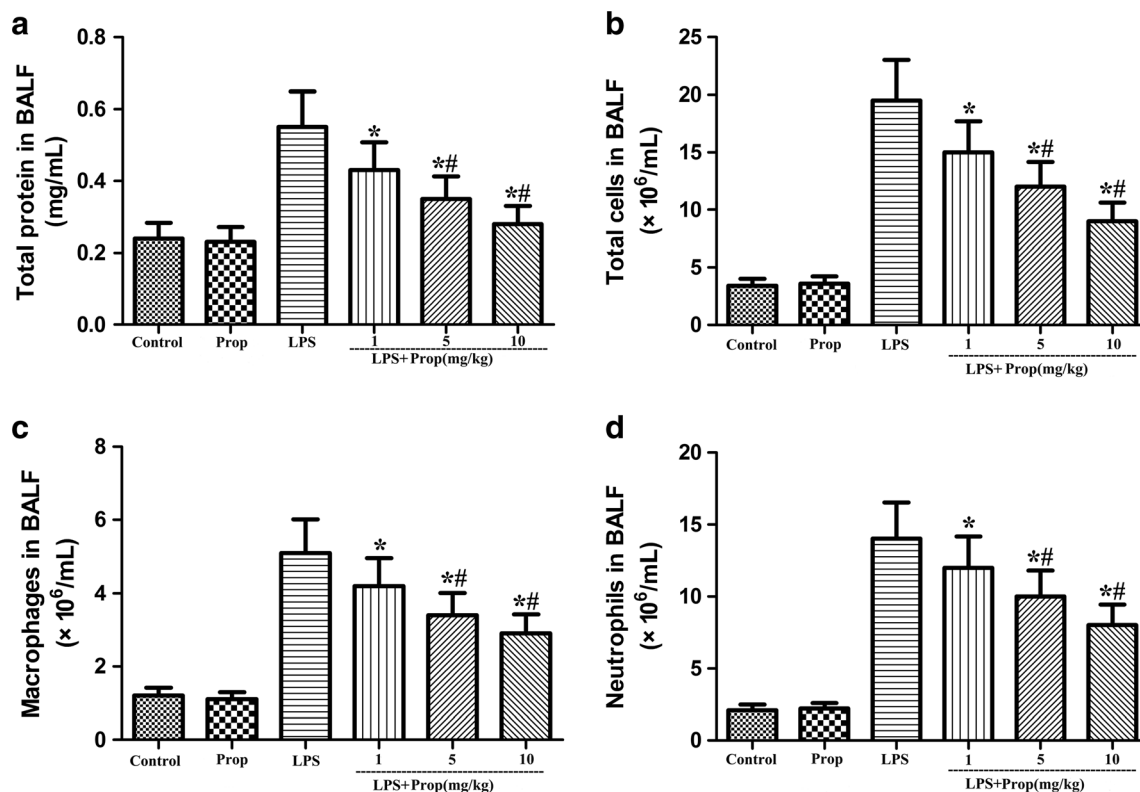 a
Total protein in BALF
(mg/mL)
0.8
0.6
0.4
0.2
0.0
*
*#
*#
Control Prop LPS 1 5 10
LPS+Prop(mg/kg)
b
Total cells in BALF
(× 10⁶/mL)
25
20
15
10
5
0
*
*#
*#
Control Prop LPS 1 5 10
LPS+Prop(mg/kg)
c
Macrophages in BALF
(× 10⁶/mL)
8
6
4
2
0
*
*#
*#
Control Prop LPS 1 5 10
LPS+Prop(mg/kg)
d
Neutrophils in BALF
(× 10⁶/mL)
20
15
10
5
0
*
*#
*#
Control Prop LPS 1 5 10
LPS+Prop(mg/kg)